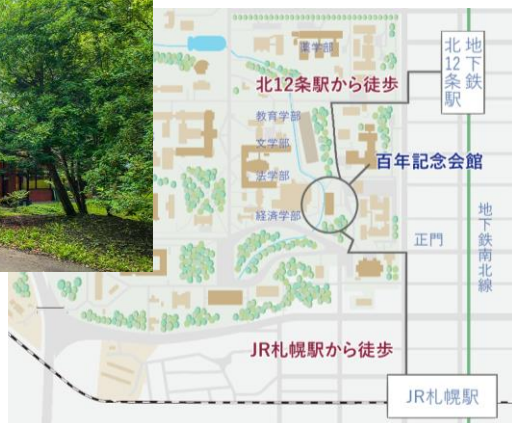 薬学部
地下鉄
北12条駅
北12条駅から徒歩
教育学部
文学部
百年記念会館
法学部
経済学部
正門
地下鉄南北線
JR札幌駅から徒歩
JR札幌駅